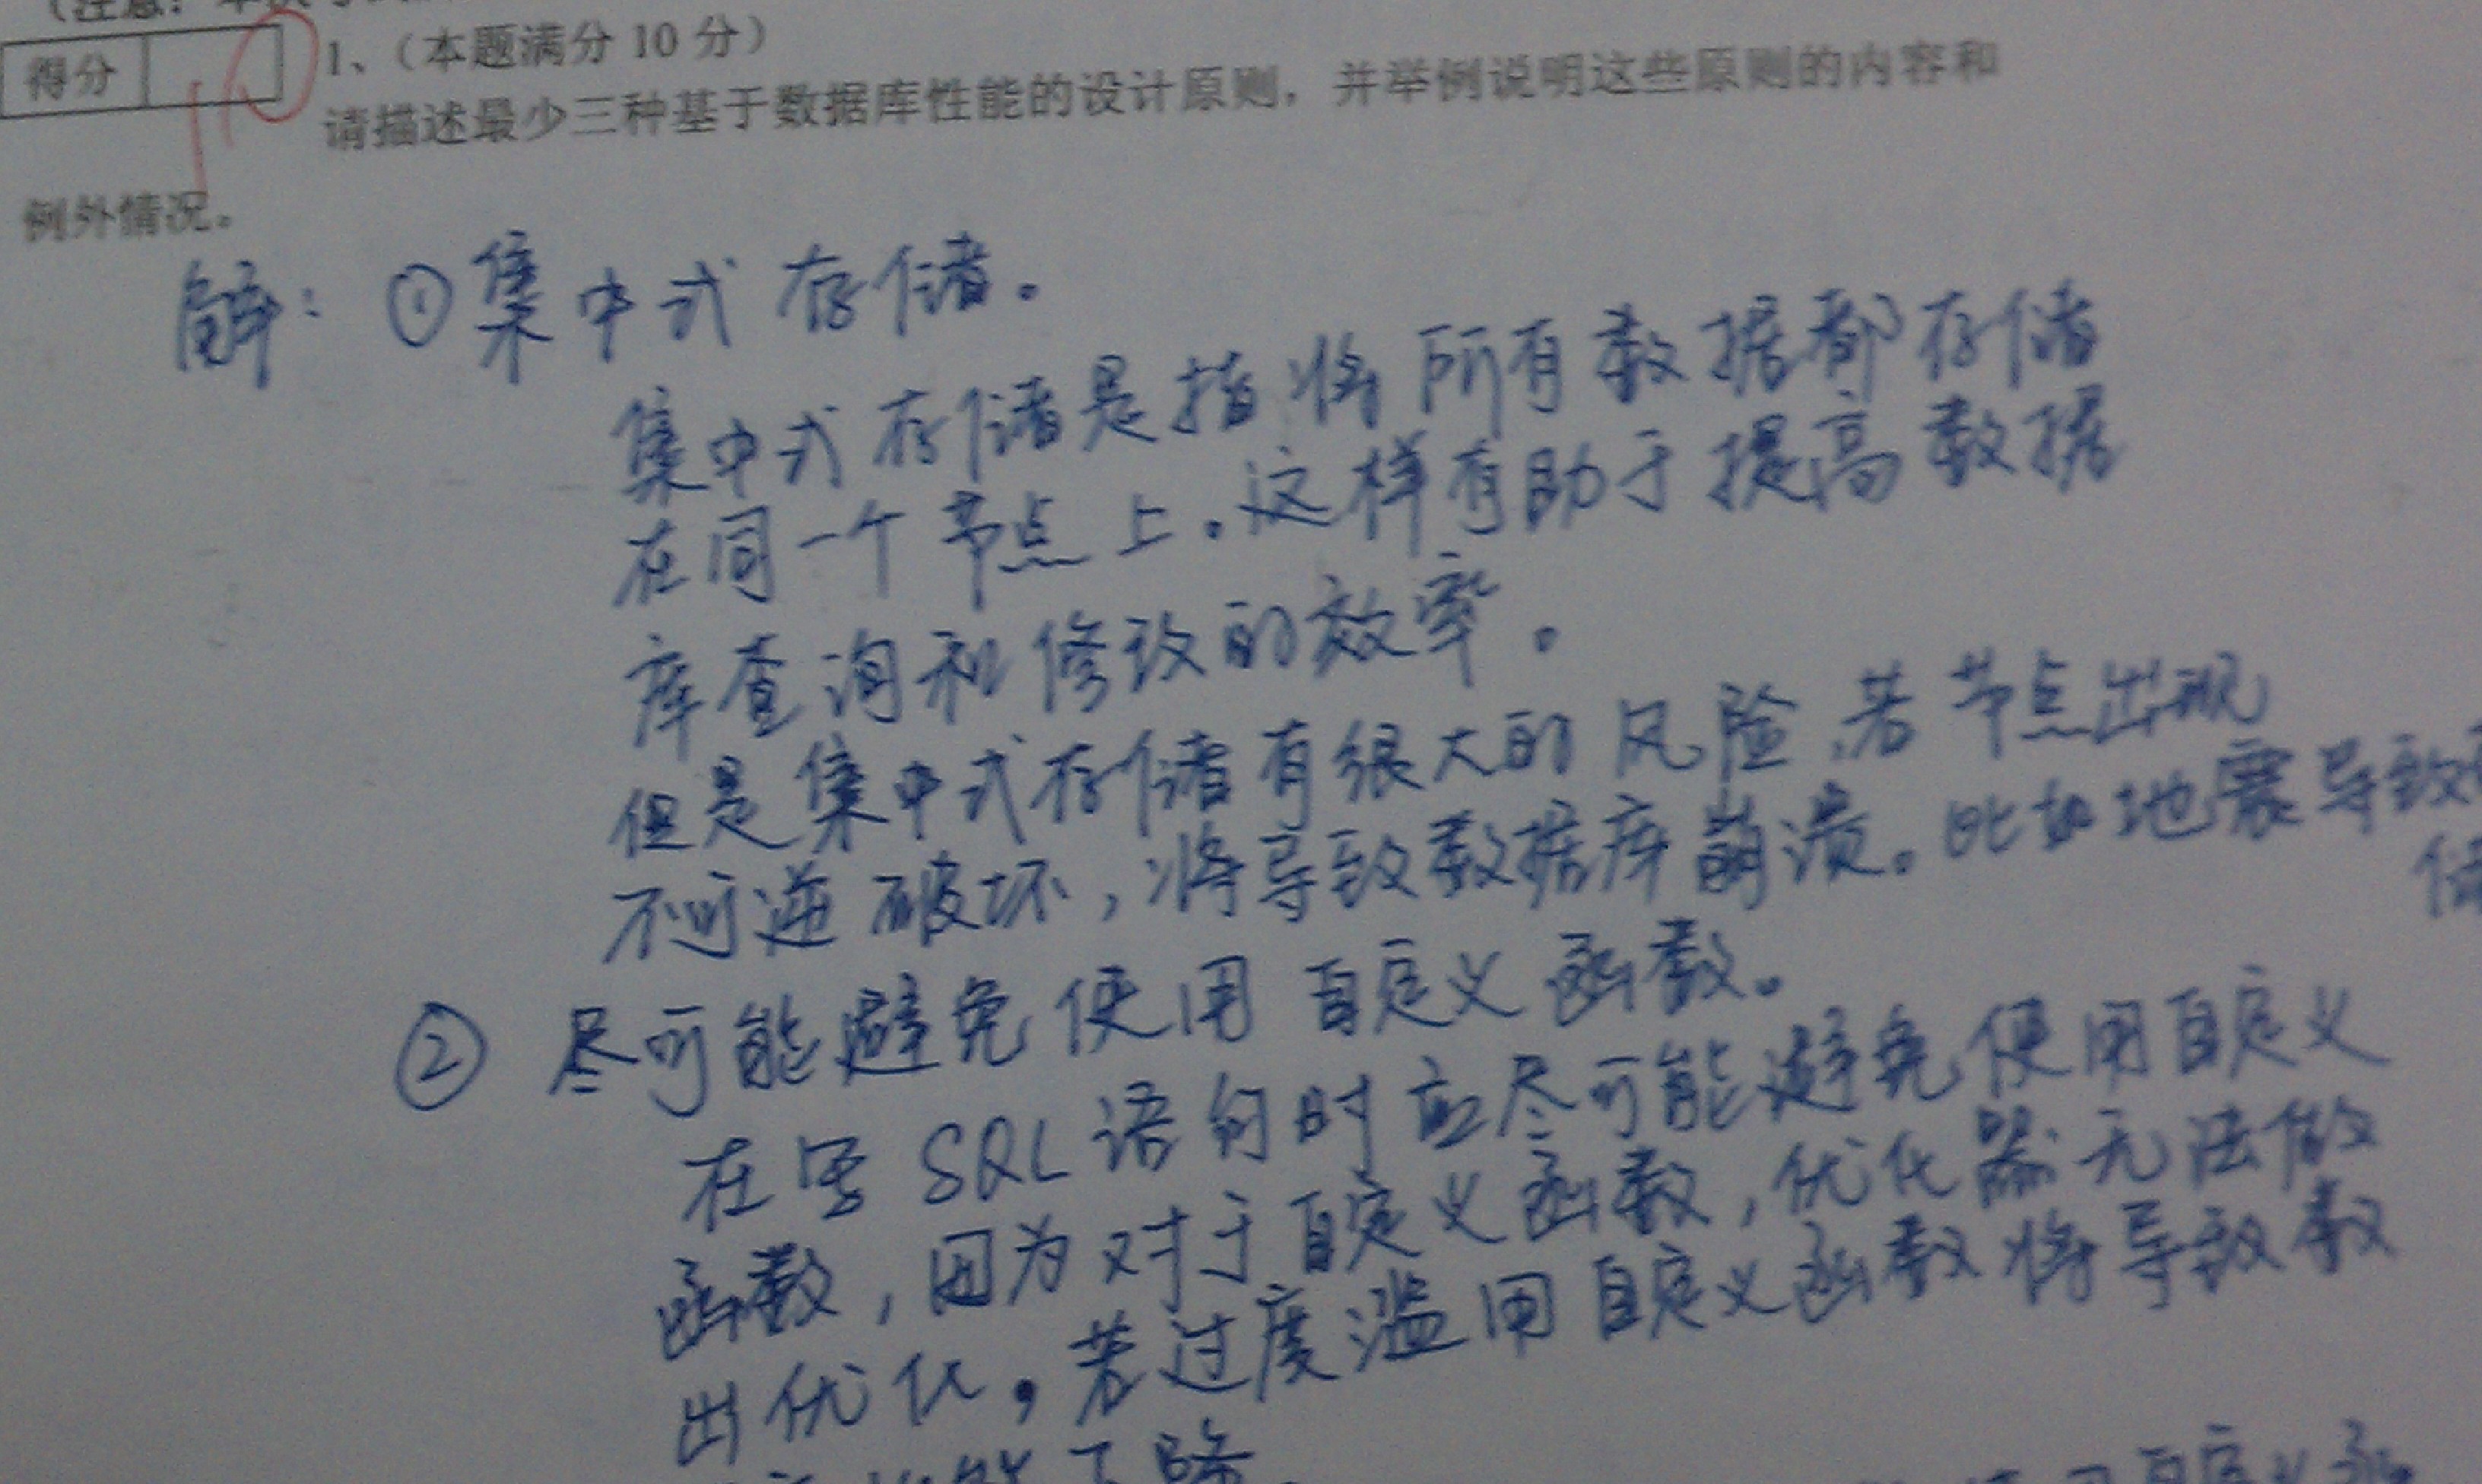 (注意:
得分 10
1、（本题满分 10 分）
请描述最少三种基于数据库性能的设计原则，并举例说明这些原则的内容和
例外情况。
解：①集中式存储。
集中式存储是指将所有数据都存储
在同一个节点上。这样有助于提高数据
库查询和修改的效率。
但是集中式存储有很大的风险，若节点出现
不可逆破坏，将导致数据库崩溃。比如地震导致
② 尽可能避免使用自定义函数。
在写SQL语句时应尽可能避免使用自定义
函数，因为对于自定义函数，优化器无法做
出优化。若过度滥用自定义函数将导致数
下降
自定义函